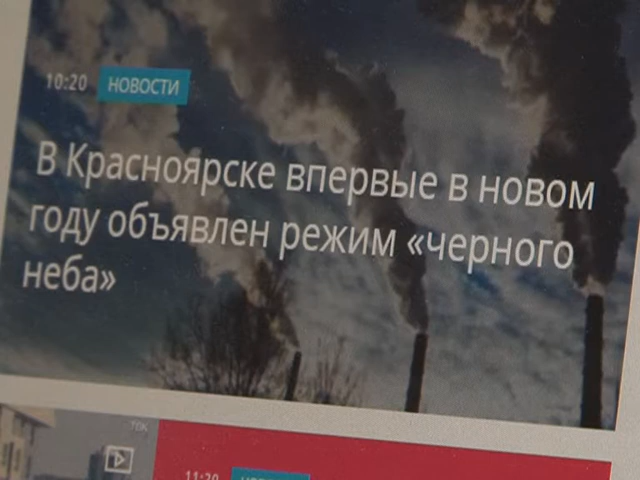 10:20 НОВОСТИ
В Красноярске впервые в новом
году объявлен режим «черного
неба»
11:20